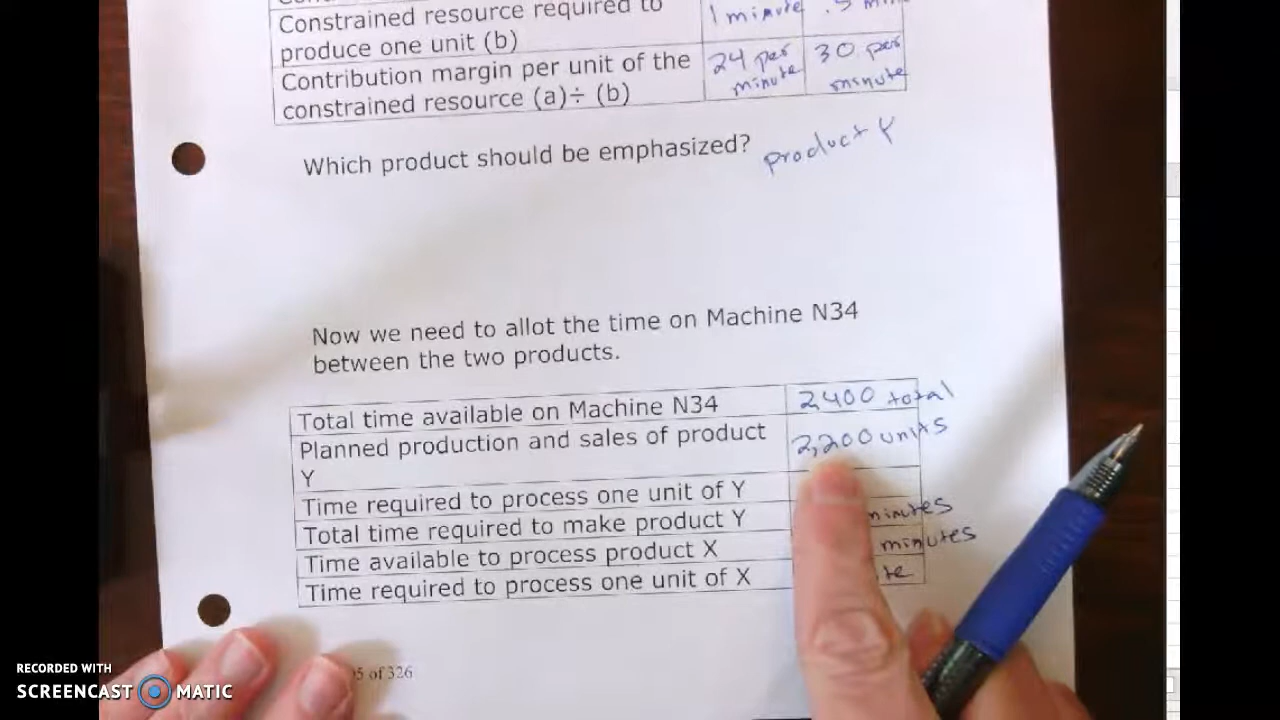 Constrained resource required to
produce one unit (b)
1 minute
.5
Contribution margin per unit of the
constrained resource (a)÷ (b)
24 per
minute
30 per
minute
Which product should be emphasized?
product Y
Now we need to allot the time on Machine N34
between the two products.
Total time available on Machine N34
2,400 total
Planned production and sales of product
Y
2,200 units
Time required to process one unit of Y
Total time required to make product Y
minutes
Time available to process product X
minutes
Time required to process one unit of X
of 326
RECORDED WITH
SCREENCAST MATIC